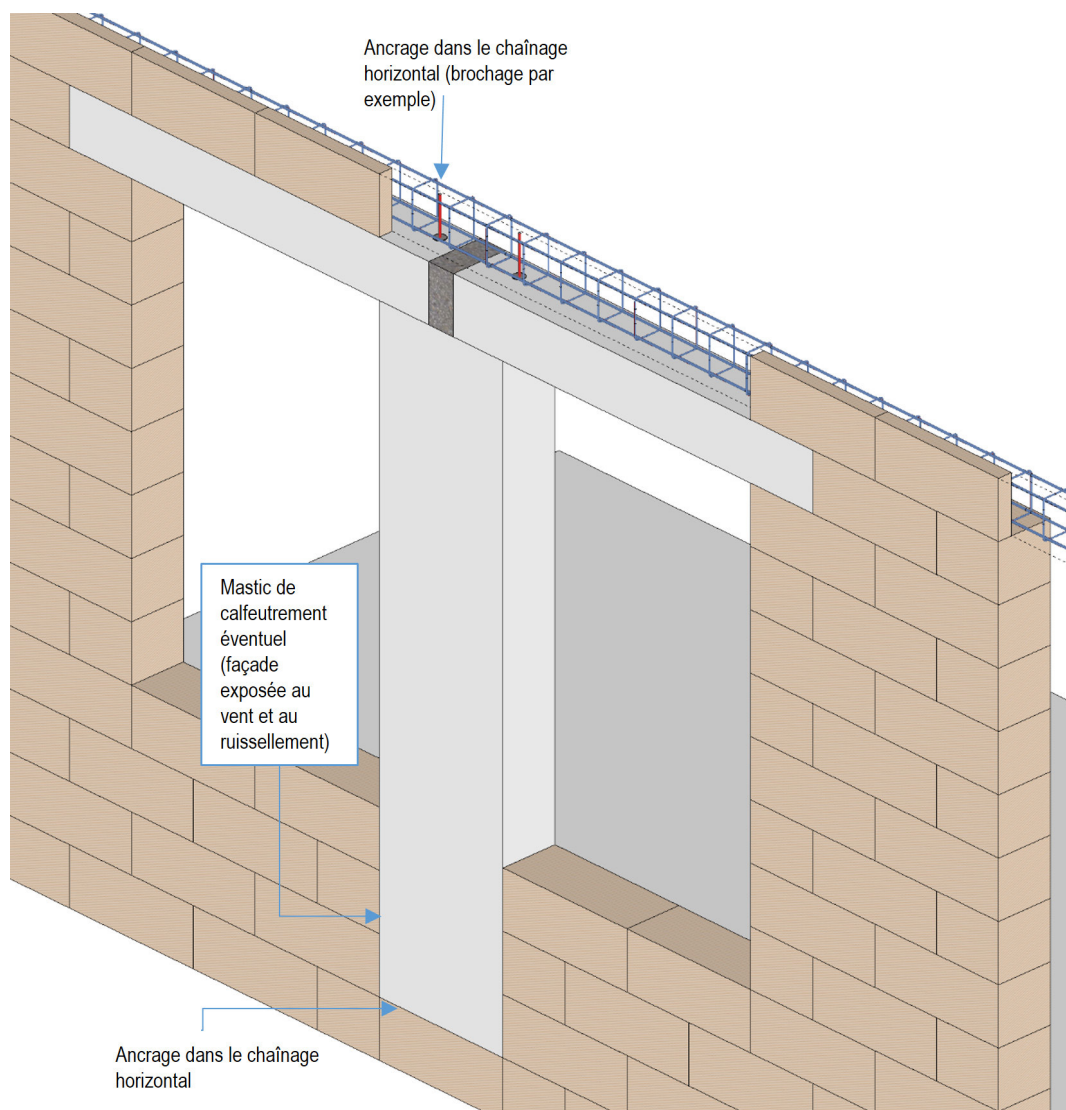 Ancrage dans le chaînage
horizontal (brochage par
exemple)
Mastic de
calfeutrement
éventuel
(façade
exposée au
vent et au
ruissellement)
Ancrage dans le chaînage
horizontal